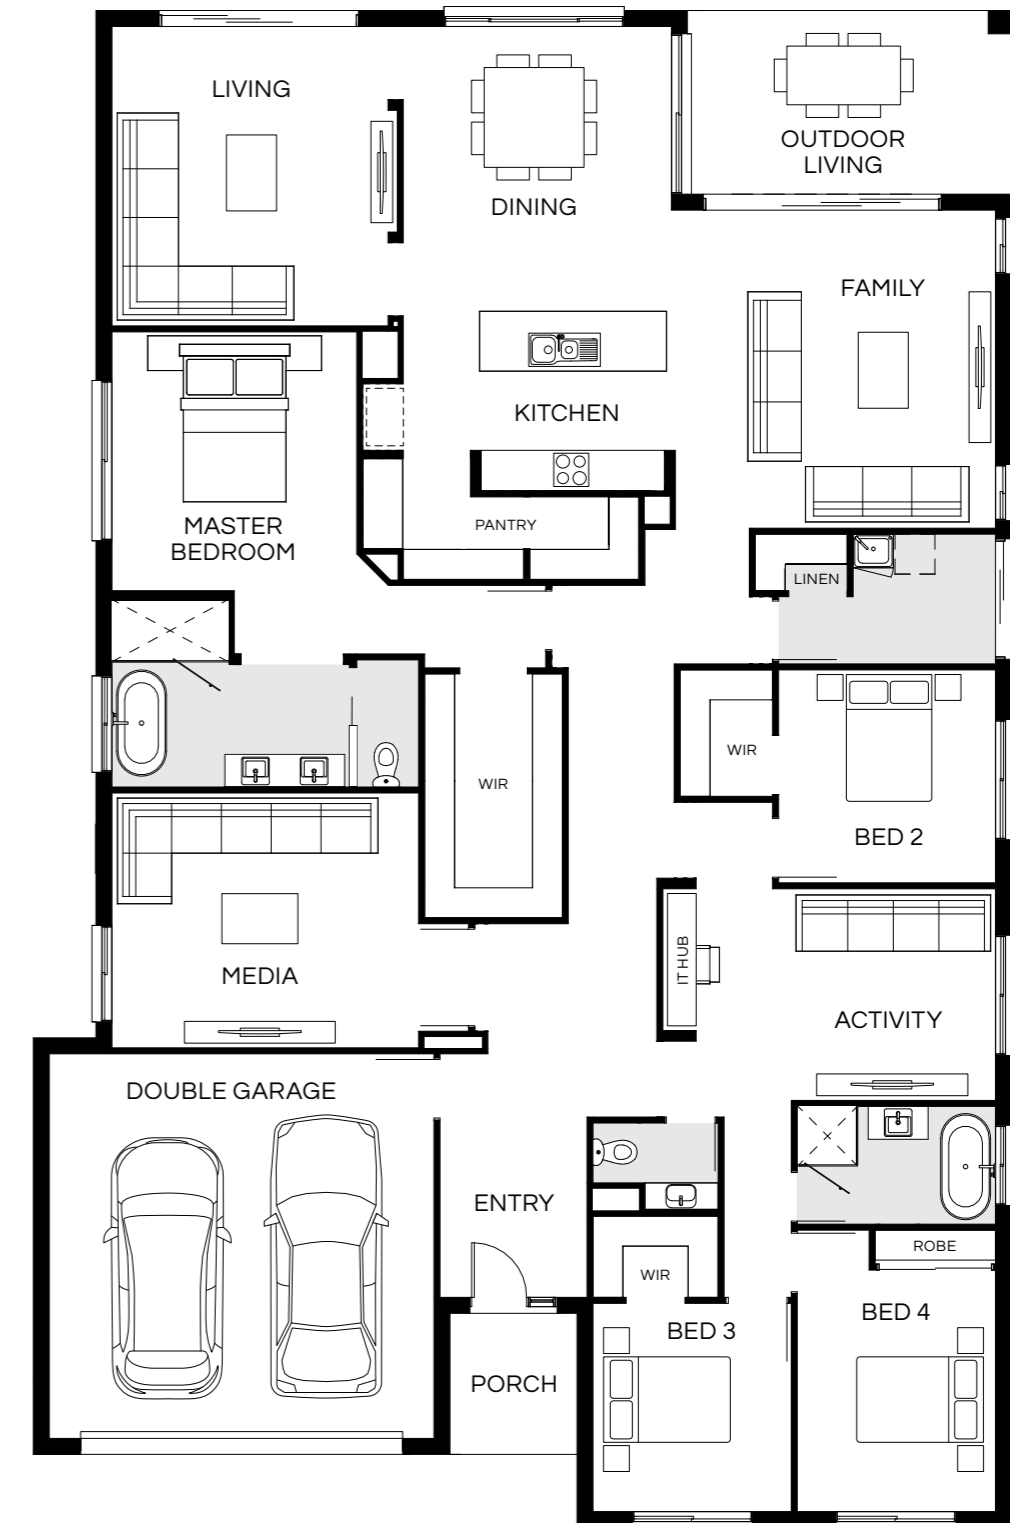 LIVING
OUTDOOR
LIVING
DINING
FAMILY
KITCHEN
MASTER
BEDROOM
PANTRY
LINEN
WIR
WIR
BED 2
MEDIA
IT HUB
ACTIVITY
DOUBLE GARAGE
ENTRY
ROBE
WIR
BED 4
BED 3
PORCH